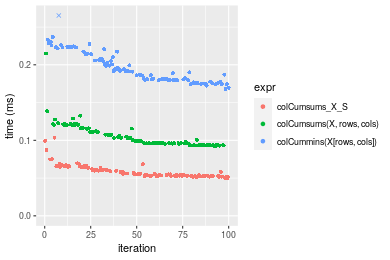 0.2
0.1
0.0
0
25
50
75
100
iteration
time (ms)
expr
colCumsums_X_S
colCumsums(X, rows, cols)
colCummins(X[rows, cols])